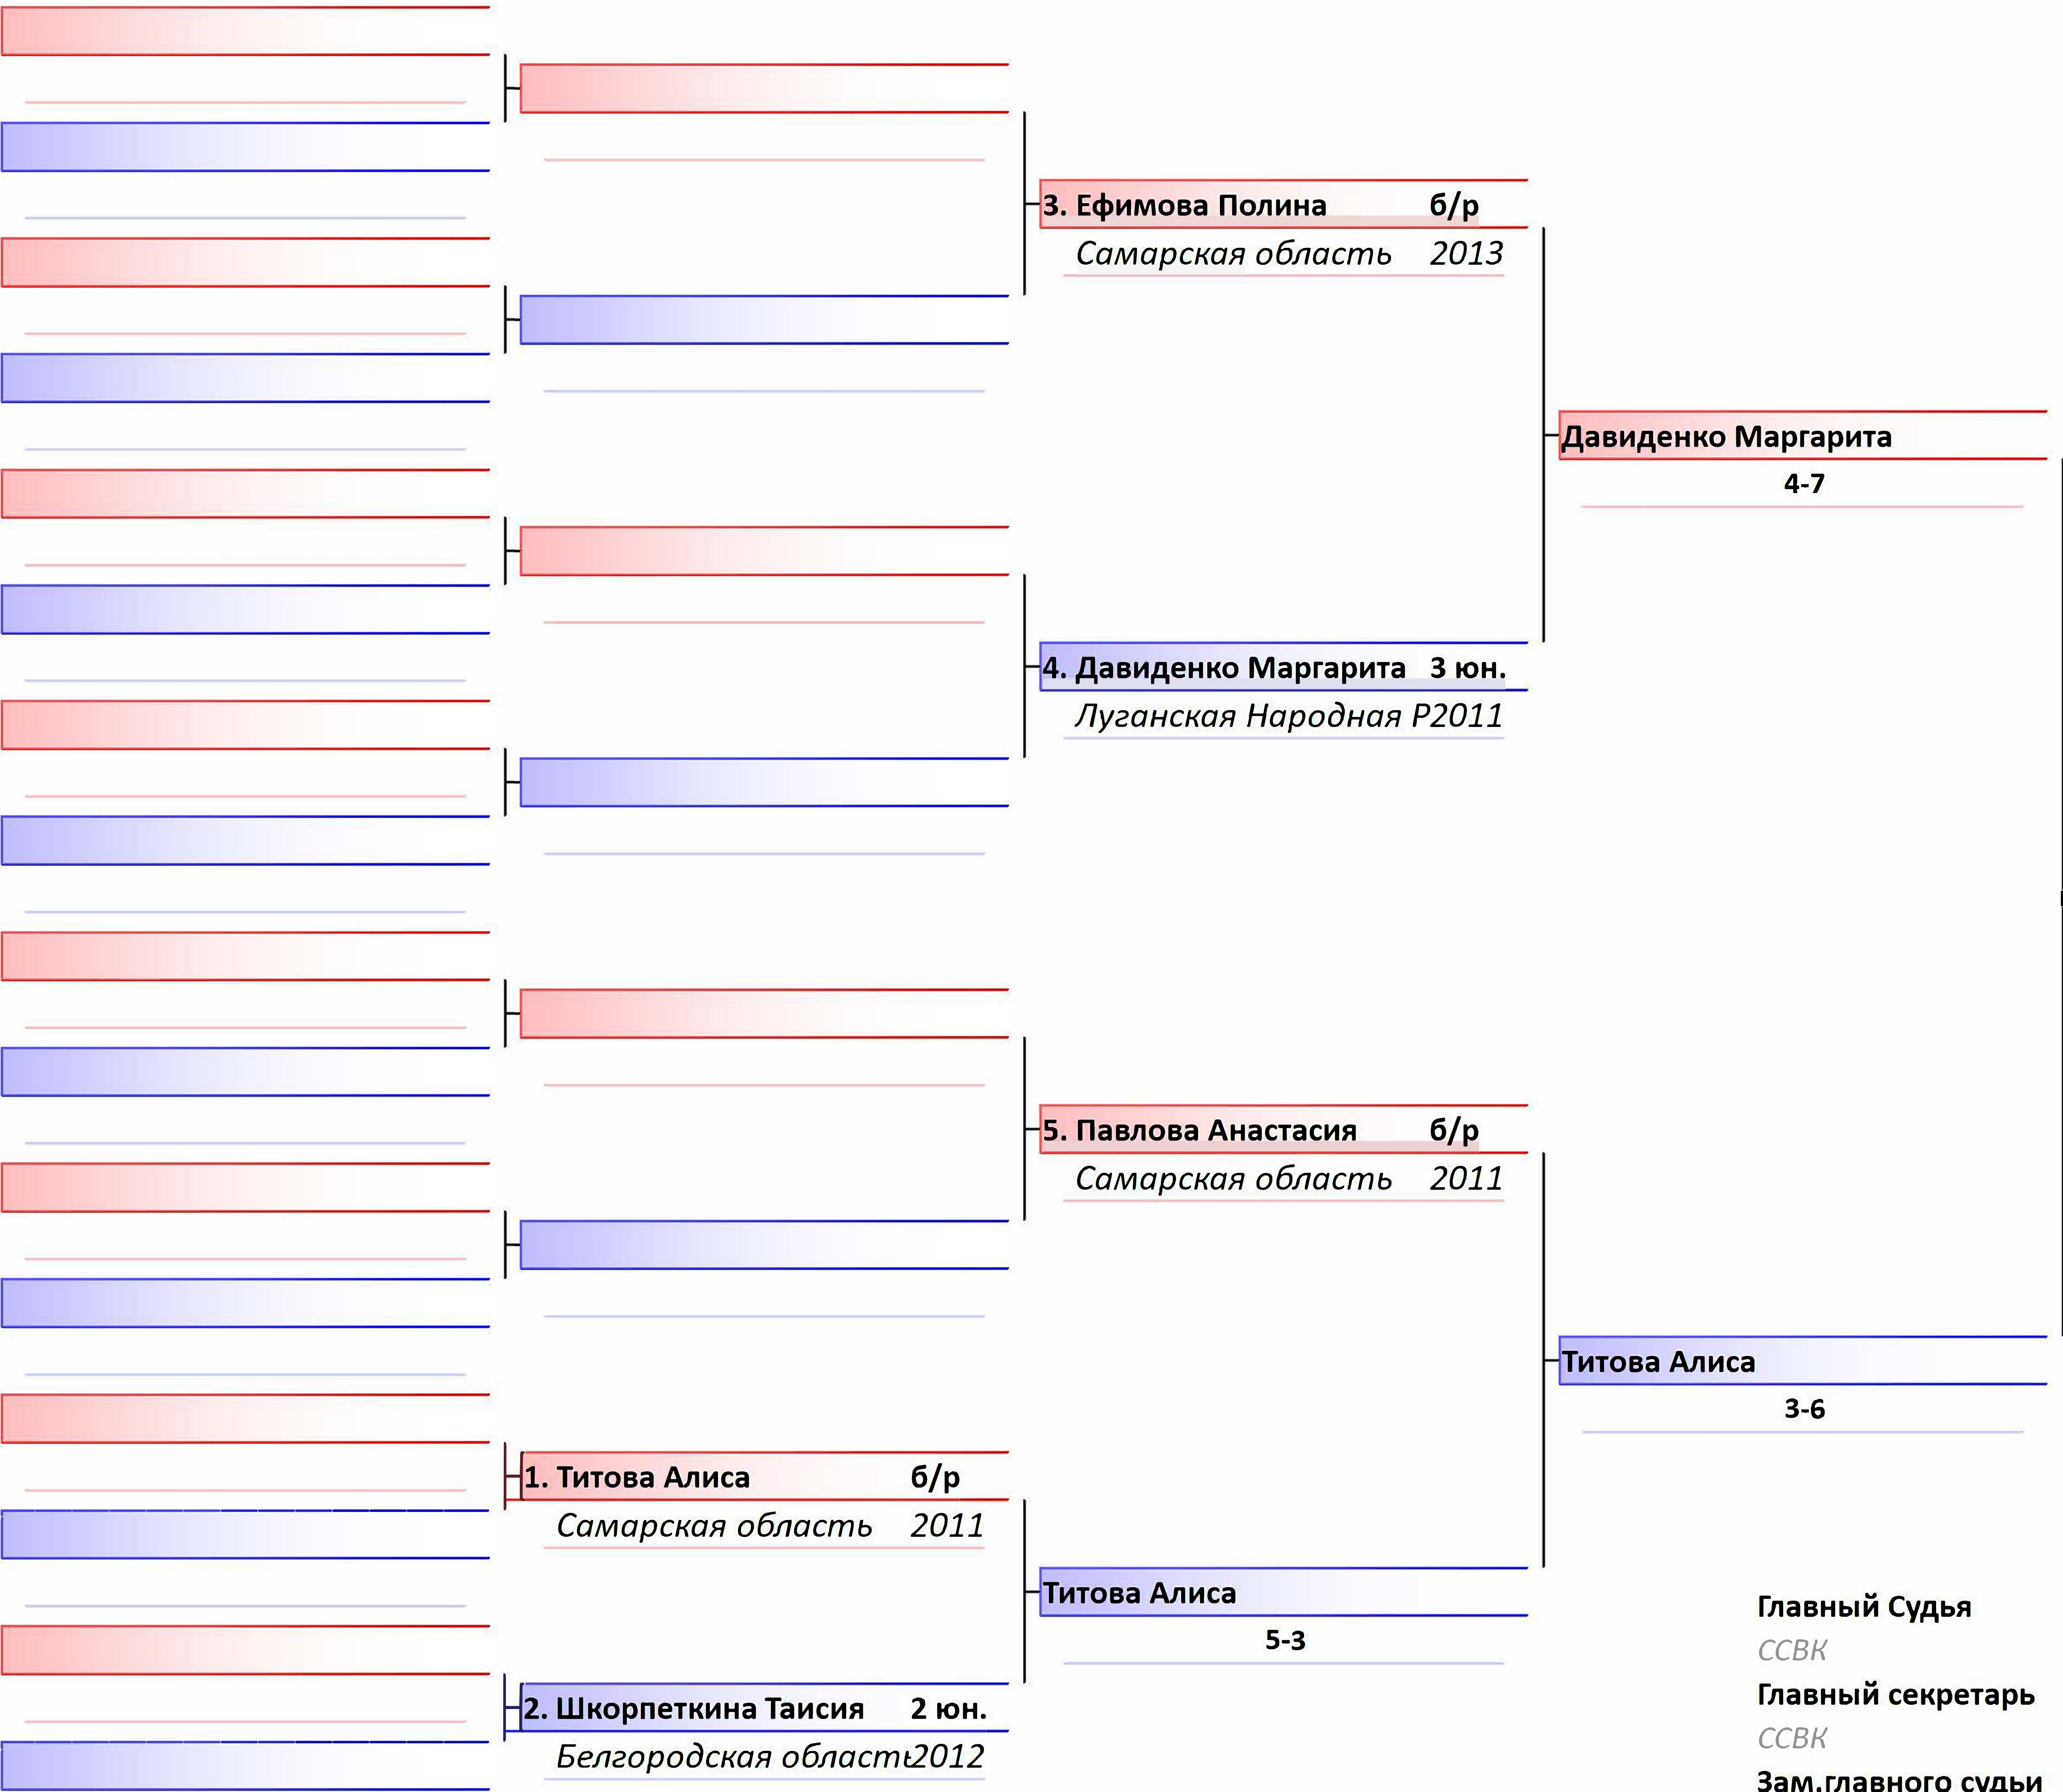 3. Ефимова Полина б/р
Самарская область 2013
Давиденко Маргарита
4-7
4. Давиденко Маргарита 3 юн.
Луганская Народная Р2011
5. Павлова Анастасия б/р
Самарская область 2011
Титова Алиса
3-6
1. Титова Алиса б/р
Самарская область 2011
Титова Алиса
5-3
2. Шкорпеткина Таисия 2 юн.
Белгородская область2012
Главный Судья
ССВК
Главный секретарь
ССВК
Зам.главного судьи